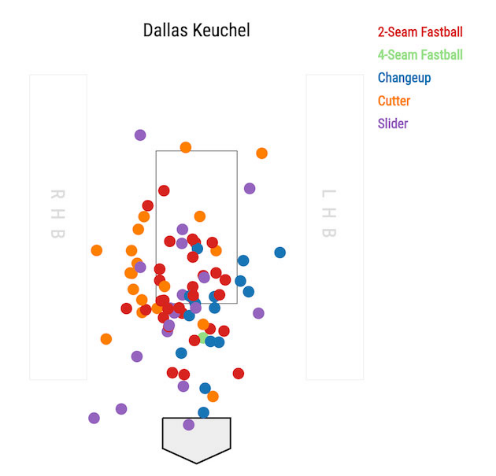 Dallas Keuchel
2-Seam Fastball
4-Seam Fastball
Changeup
Cutter
Slider
RHB
LHB